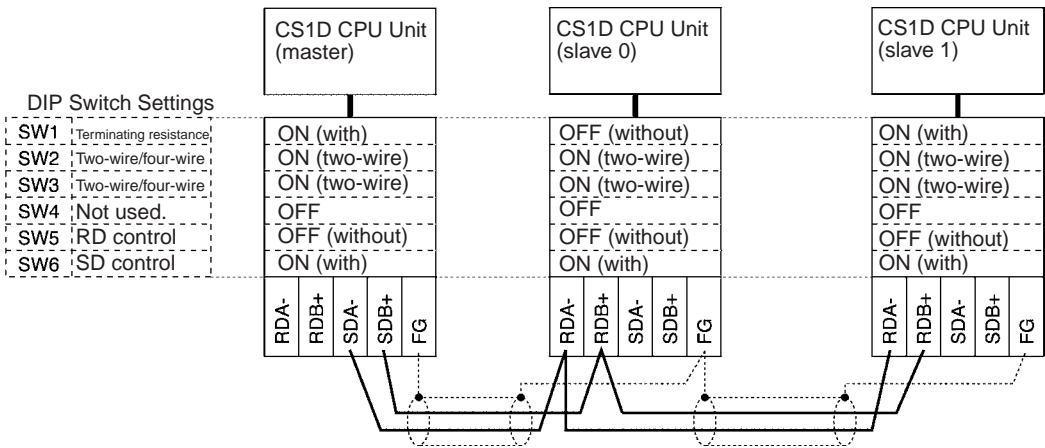 CS1D CPU Unit
(master)
CS1D CPU Unit
(slave 0)
CS1D CPU Unit
(slave 1)
DIP Switch Settings
SW1 Terminating resistance ON (with) OFF (without) ON (with)
SW2 Two-wire/four-wire ON (two-wire) ON (two-wire) ON (two-wire)
SW3 Two-wire/four-wire ON (two-wire) ON (two-wire) ON (two-wire)
SW4 Not used. OFF OFF OFF
SW5 RD control OFF (without) OFF (without) OFF (without)
SW6 SD control ON (with) ON (with) ON (with)
RDA- RDB+ SDA- SDB+ FG RDA- RDB+ SDA- SDB+ FG RDA- RDB+ SDA- SDB+ FG